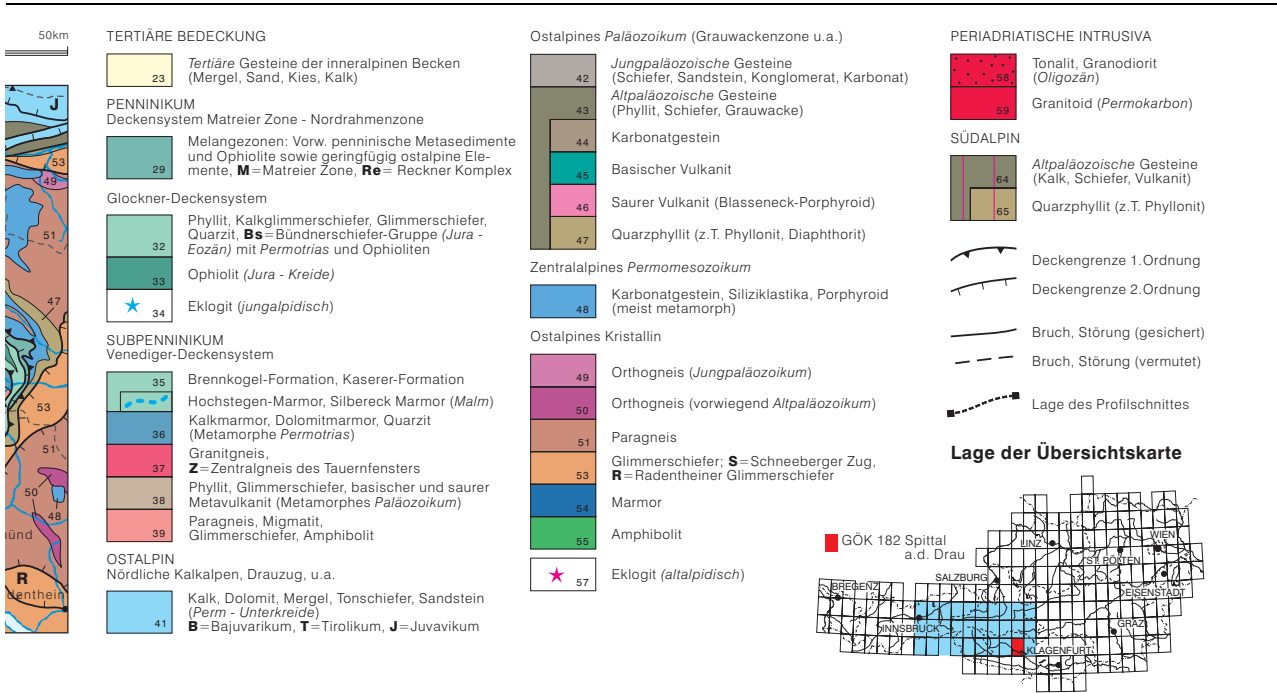 50km
J
53
49
51
47
53
51
50
48
ünd
R
denthein
TERTIÄRE BEDECKUNG
23
Tertiäre Gesteine der inneralpinen Becken
(Mergel, Sand, Kies, Kalk)
PENNINIKUM
Deckensystem Matreier Zone - Nordrahmenzone
29
Melangezonen: Vorw. penninische Metasedimente
und Ophiolite sowie geringfügig ostalpine Ele-
mente, M=Matreier Zone, Re= Reckner Komplex
Glockner-Deckensystem
32
Phyllit, Kalkglimmerschiefer, Glimmerschiefer,
Quarzit, Bs=Bündnerschiefer-Gruppe (Jura -
Eozän) mit Permotrias und Ophioliten
33
Ophiolit (Jura - Kreide)
34
Eklogit (jungalpidisch)
SUBPENNINIKUM
Venediger-Deckensystem
35
Brennkogel-Formation, Kaserer-Formation
Hochstegen-Marmor, Silbereck Marmor (Malm)
36
Kalkmarmor, Dolomitmarmor, Quarzit
(Metamorphe Permotrias)
37
Granitgneis,
Z=Zentralgneis des Tauernfensters
38
Phyllit, Glimmerschiefer, basischer und saurer
Metavulkanit (Metamorphes Paläozoikum)
39
Paragneis, Migmatit,
Glimmerschiefer, Amphibolit
OSTALPIN
Nördliche Kalkalpen, Drauzug, u.a.
41
Kalk, Dolomit, Mergel, Tonschiefer, Sandstein
(Perm - Unterkreide)
B=Bajuvarikum, T=Tirolikum, J=Juvavikum
Ostalpines Paläozoikum (Grauwackenzone u.a.)
42
Jungpaläozoische Gesteine
(Schiefer, Sandstein, Konglomerat, Karbonat)
43
Altpaläozoische Gesteine
(Phyllit, Schiefer, Grauwacke)
44
Karbonatgestein
45
Basischer Vulkanit
46
Saurer Vulkanit (Blasseneck-Porphyroid)
47
Quarzphyllit (z.T. Phyllonit, Diaphthorit)
Zentralalpines Permomesozoikum
48
Karbonatgestein, Siliziklastika, Porphyroid
(meist metamorph)
Ostalpines Kristallin
49
Orthogneis (Jungpaläozoikum)
50
Orthogneis (vorwiegend Altpaläozoikum)
51
Paragneis
53
Glimmerschiefer; S=Schneeberger Zug,
R=Radentheiner Glimmerschiefer
54
Marmor
55
Amphibolit
57
Eklogit (altalpidisch)
PERIADRIATISCHE INTRUSIVA
58
Tonalit, Granodiorit
(Oligozän)
59
Granitoid (Permokarbon)
SÜDALPIN
64
Altpaläozoische Gesteine
(Kalk, Schiefer, Vulkanit)
65
Quarzphyllit (z.T. Phyllonit)
Deckengrenze 1.Ordnung
Deckengrenze 2.Ordnung
Bruch, Störung (gesichert)
Bruch, Störung (vermutet)
Lage des Profilschnittes
Lage der Übersichtskarte
GÖK 182 Spittal
a.d. Drau
LINZ
WIEN
ST. PÖLTEN
SALZBURG
EISENSTADT
BREGENZ
INNSBRUCK
GRAZ
KLAGENFURT